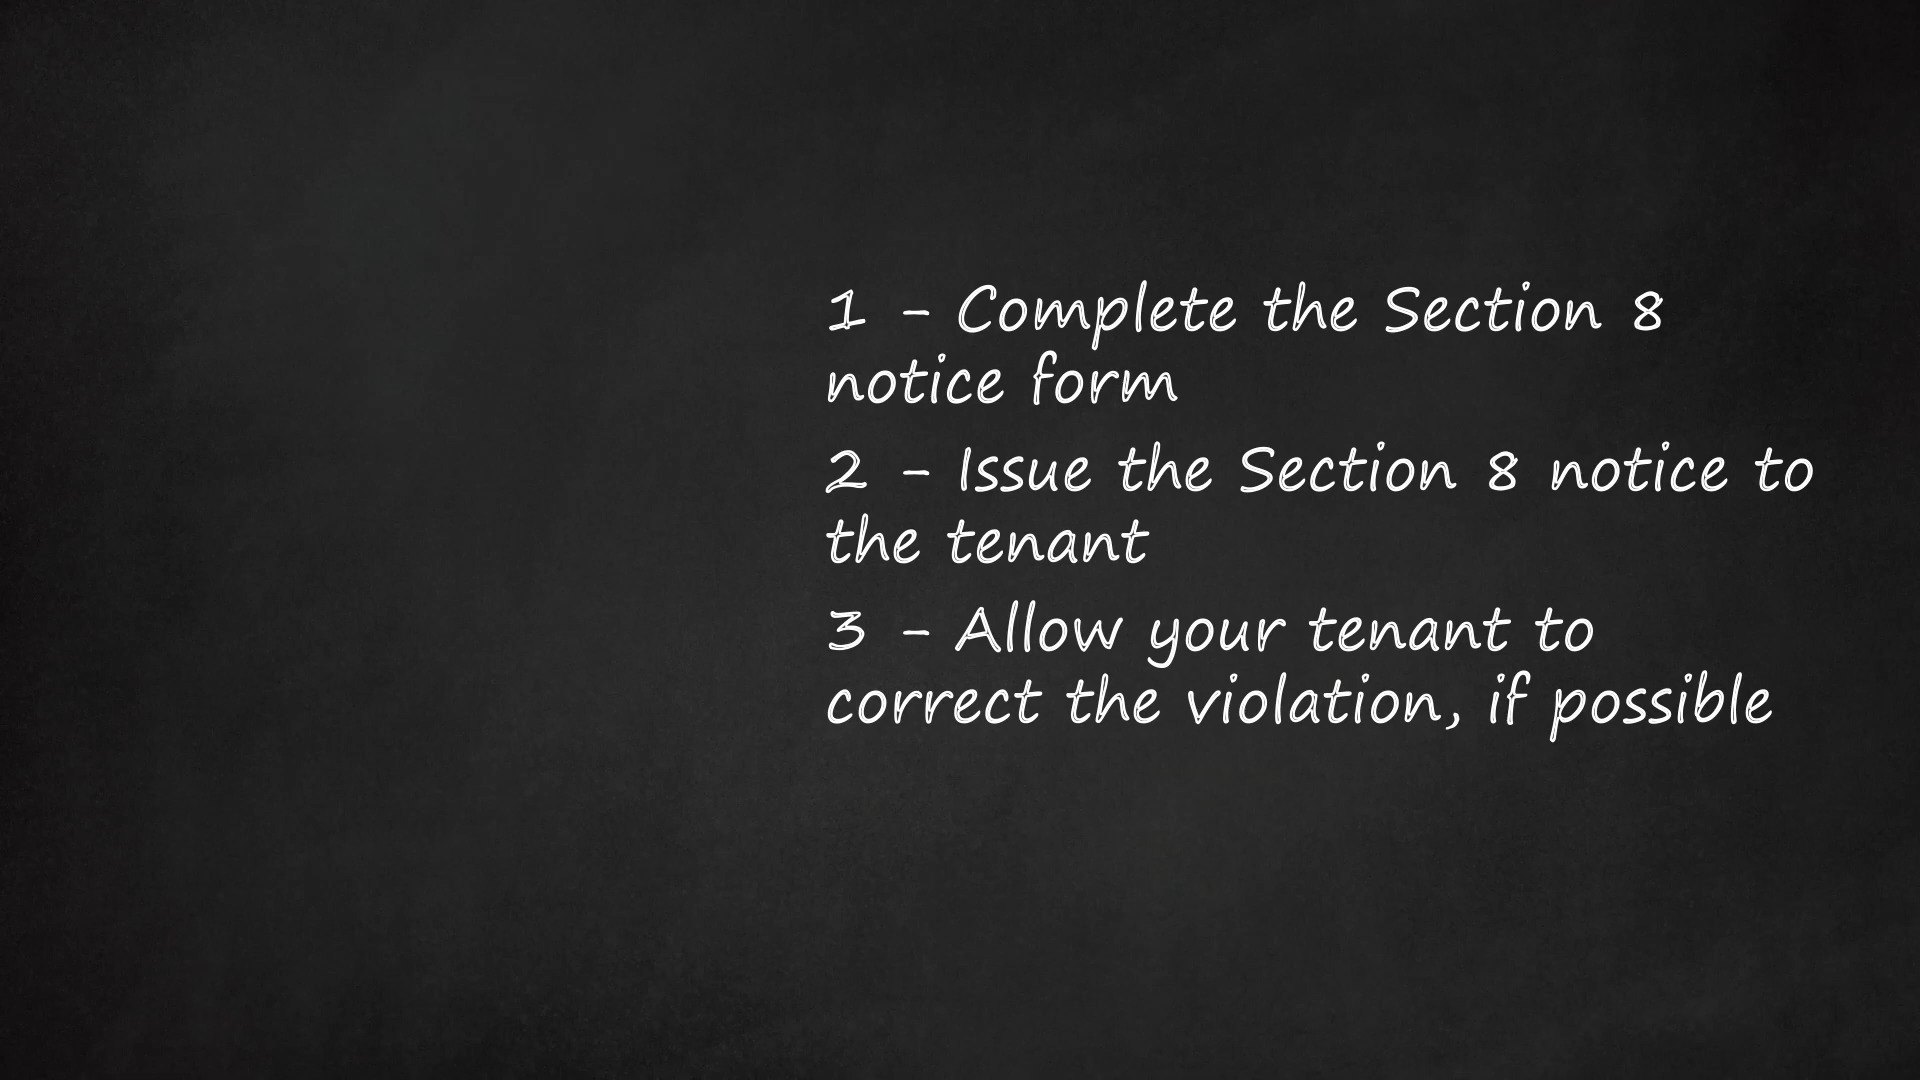 1 - Complete the Section 8
notice form
2 - Issue the Section 8 notice to
the tenant
3 - Allow your tenant to
correct the violation, if possible